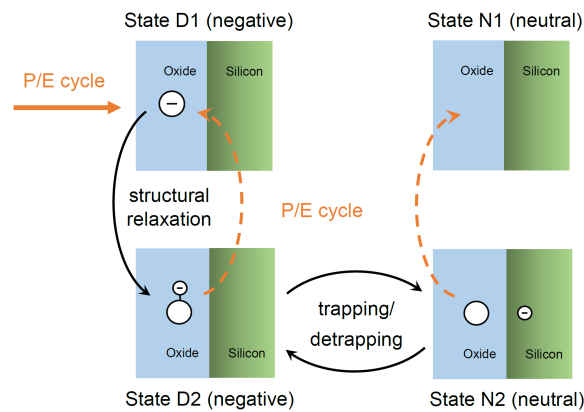 State D1 (negative)
State N1 (neutral)
Oxide
Silicon
Oxide
Silicon
P/E cycle
−
structural
relaxation
P/E cycle
−
trapping/
detrapping
−
Oxide
Silicon
Oxide
Silicon
State D2 (negative)
State N2 (neutral)